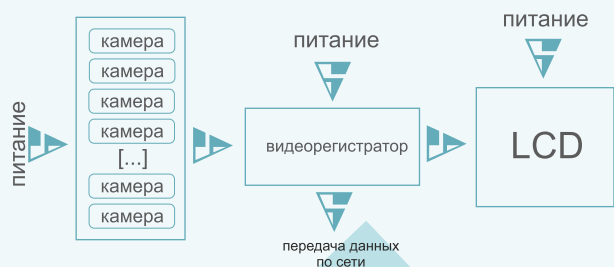 питание
камера
камера
камера
камера
[...]
камера
камера
питание
видеорегистратор
передача данных
по сети
питание
LCD